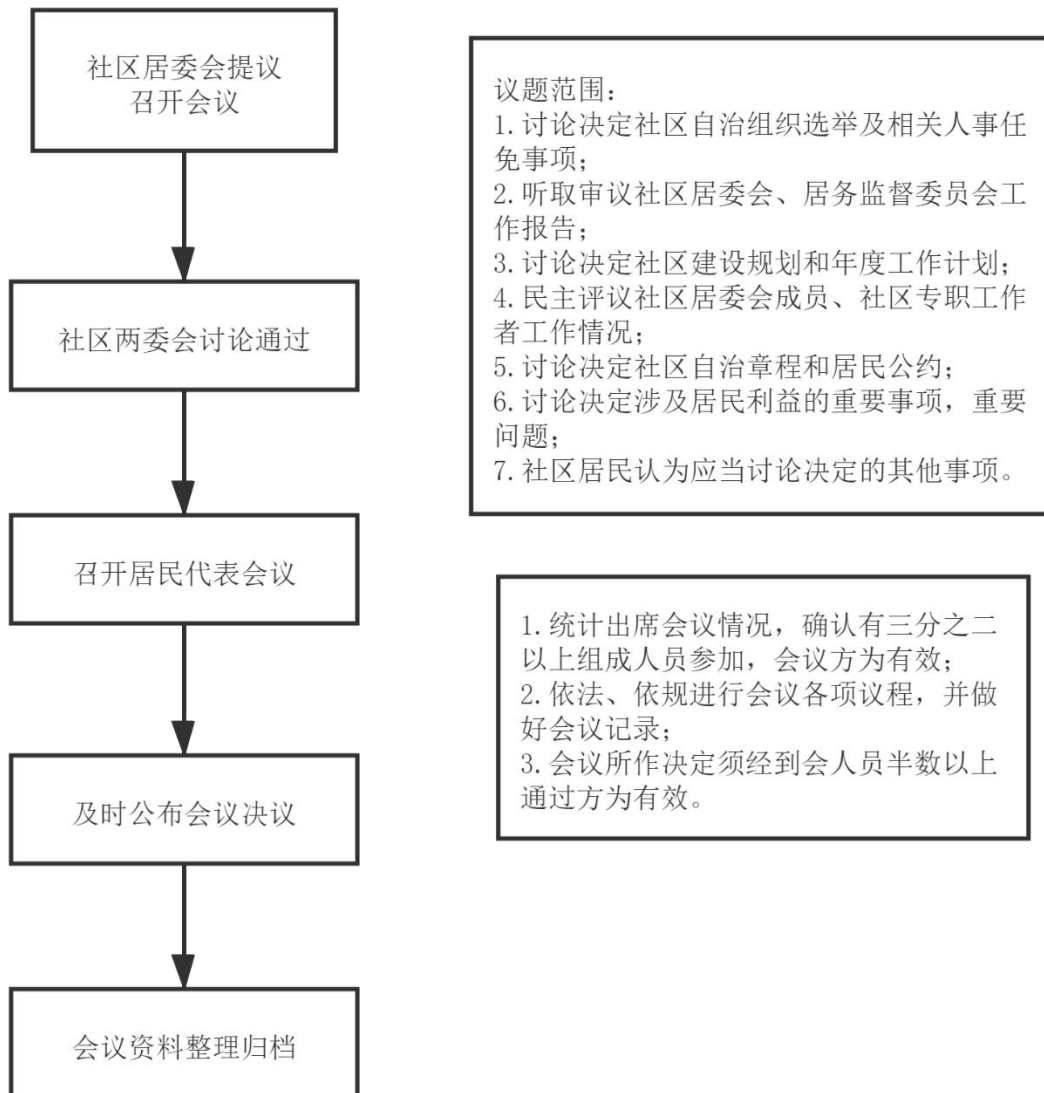 社区居委会提议
召开会议
社区两委会讨论通过
召开居民代表会议
及时公布会议决议
会议资料整理归档
议题范围：
1.讨论决定社区自治组织选举及相关人事任
免事项；
2.听取审议社区居委会、居务监督委员会工
作报告；
3.讨论决定社区建设规划和年度工作计划；
4.民主评议社区居委会成员、社区专职工作
者工作情况；
5.讨论决定社区自治章程和居民公约；
6.讨论决定涉及居民利益的重要事项，重要
问题；
7.社区居民认为应当讨论决定的其他事项。
1.统计出席会议情况，确认有三分之二
以上组成人员参加，会议方为有效；
2.依法、依规进行会议各项议程，并做
好会议记录；
3.会议所作决定须经到会人员半数以上
通过方为有效。